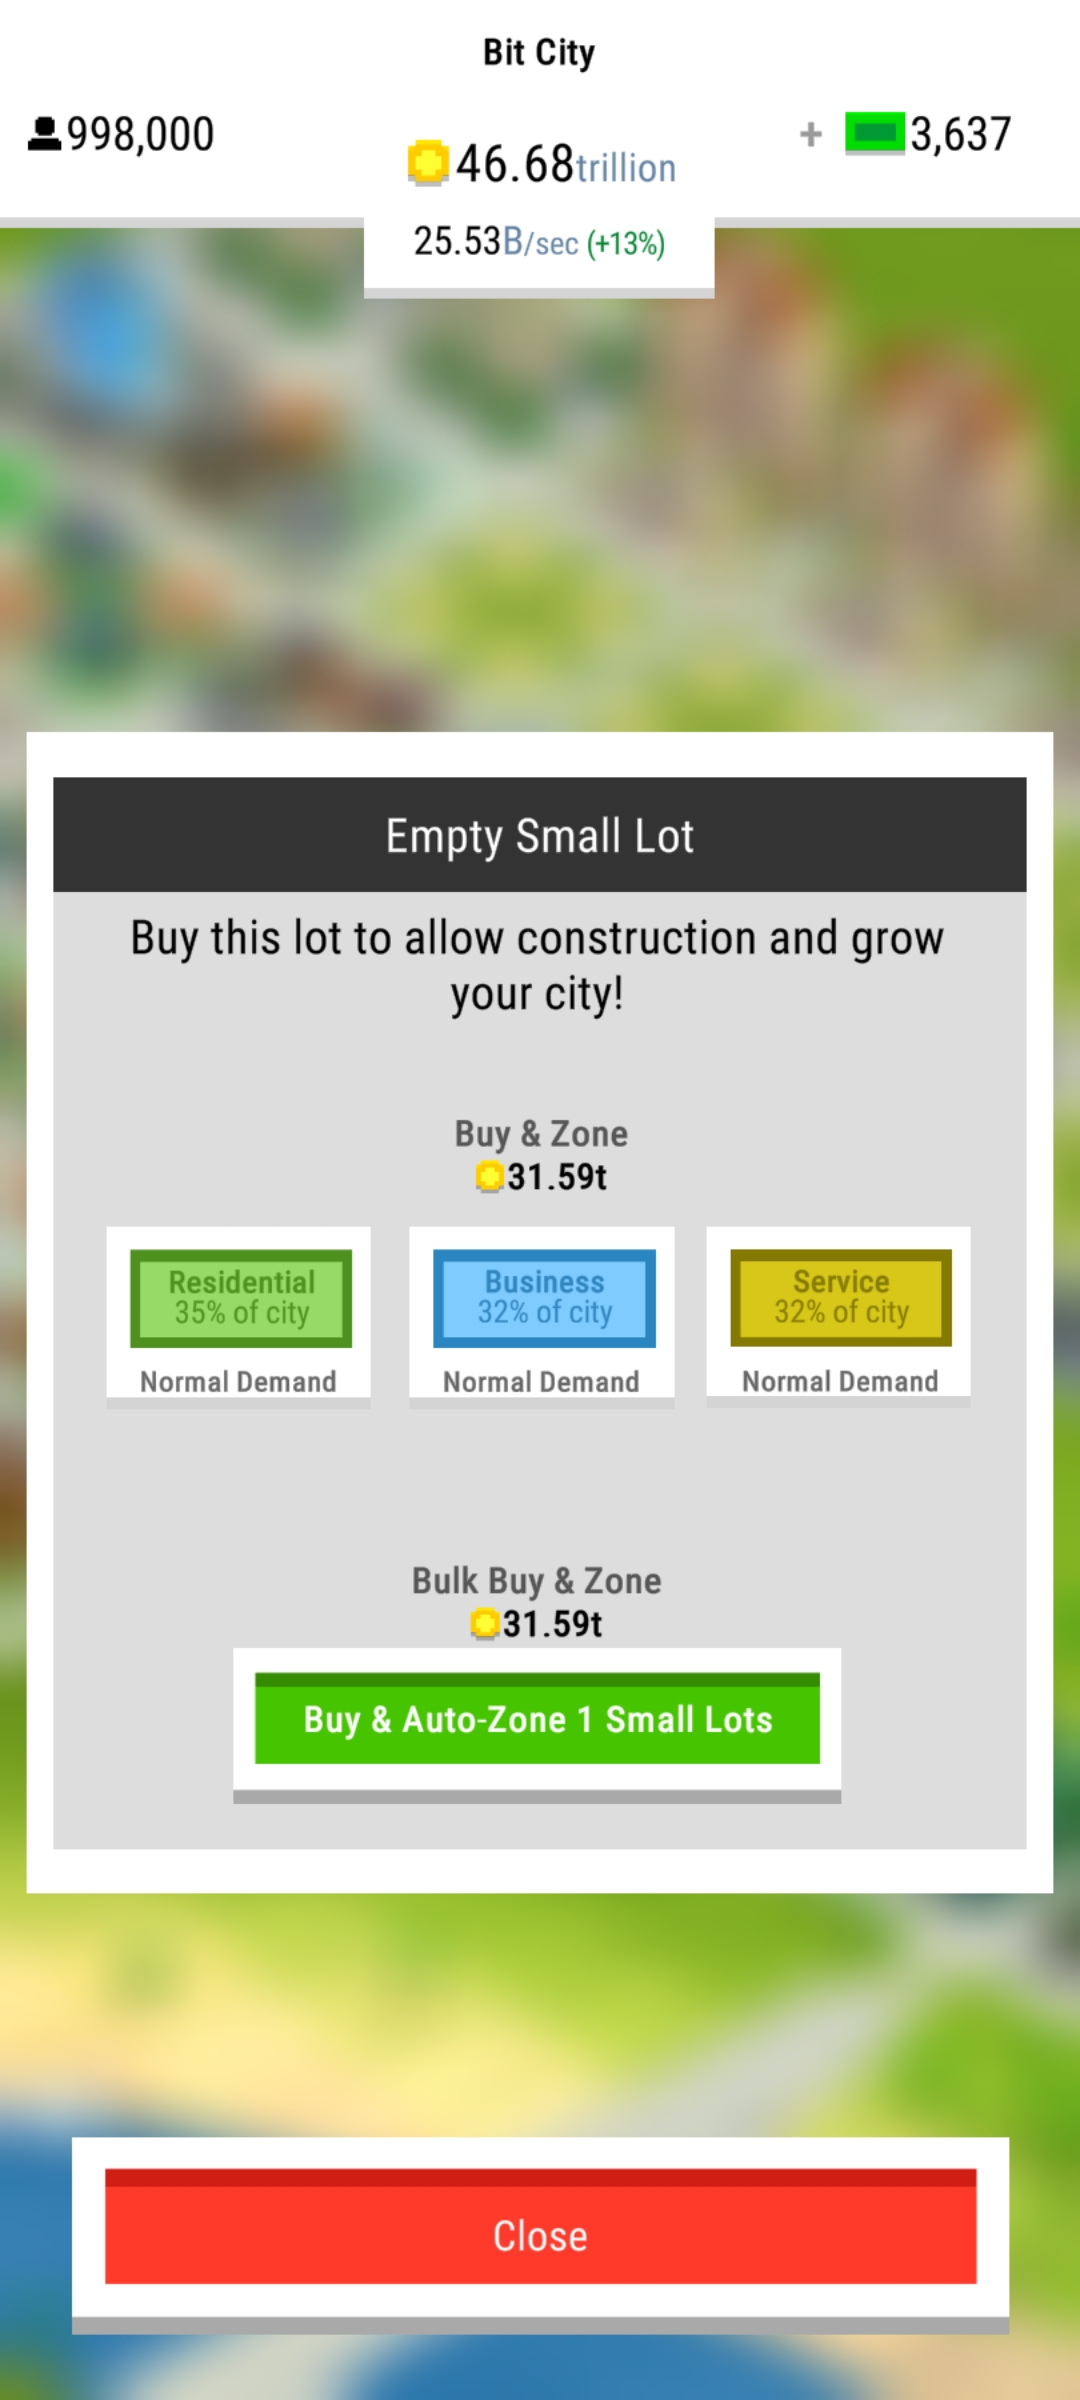 Bit City
998,000
46.68trillion
+ 3,637
25.53B/sec (+13%)
Empty Small Lot
Buy this lot to allow construction and grow
your city!
Buy & Zone
31.59t
Residential
35% of city
Normal Demand
Business
32% of city
Normal Demand
Service
32% of city
Normal Demand
Bulk Buy & Zone
31.59t
Buy & Auto-Zone 1 Small Lots
Close